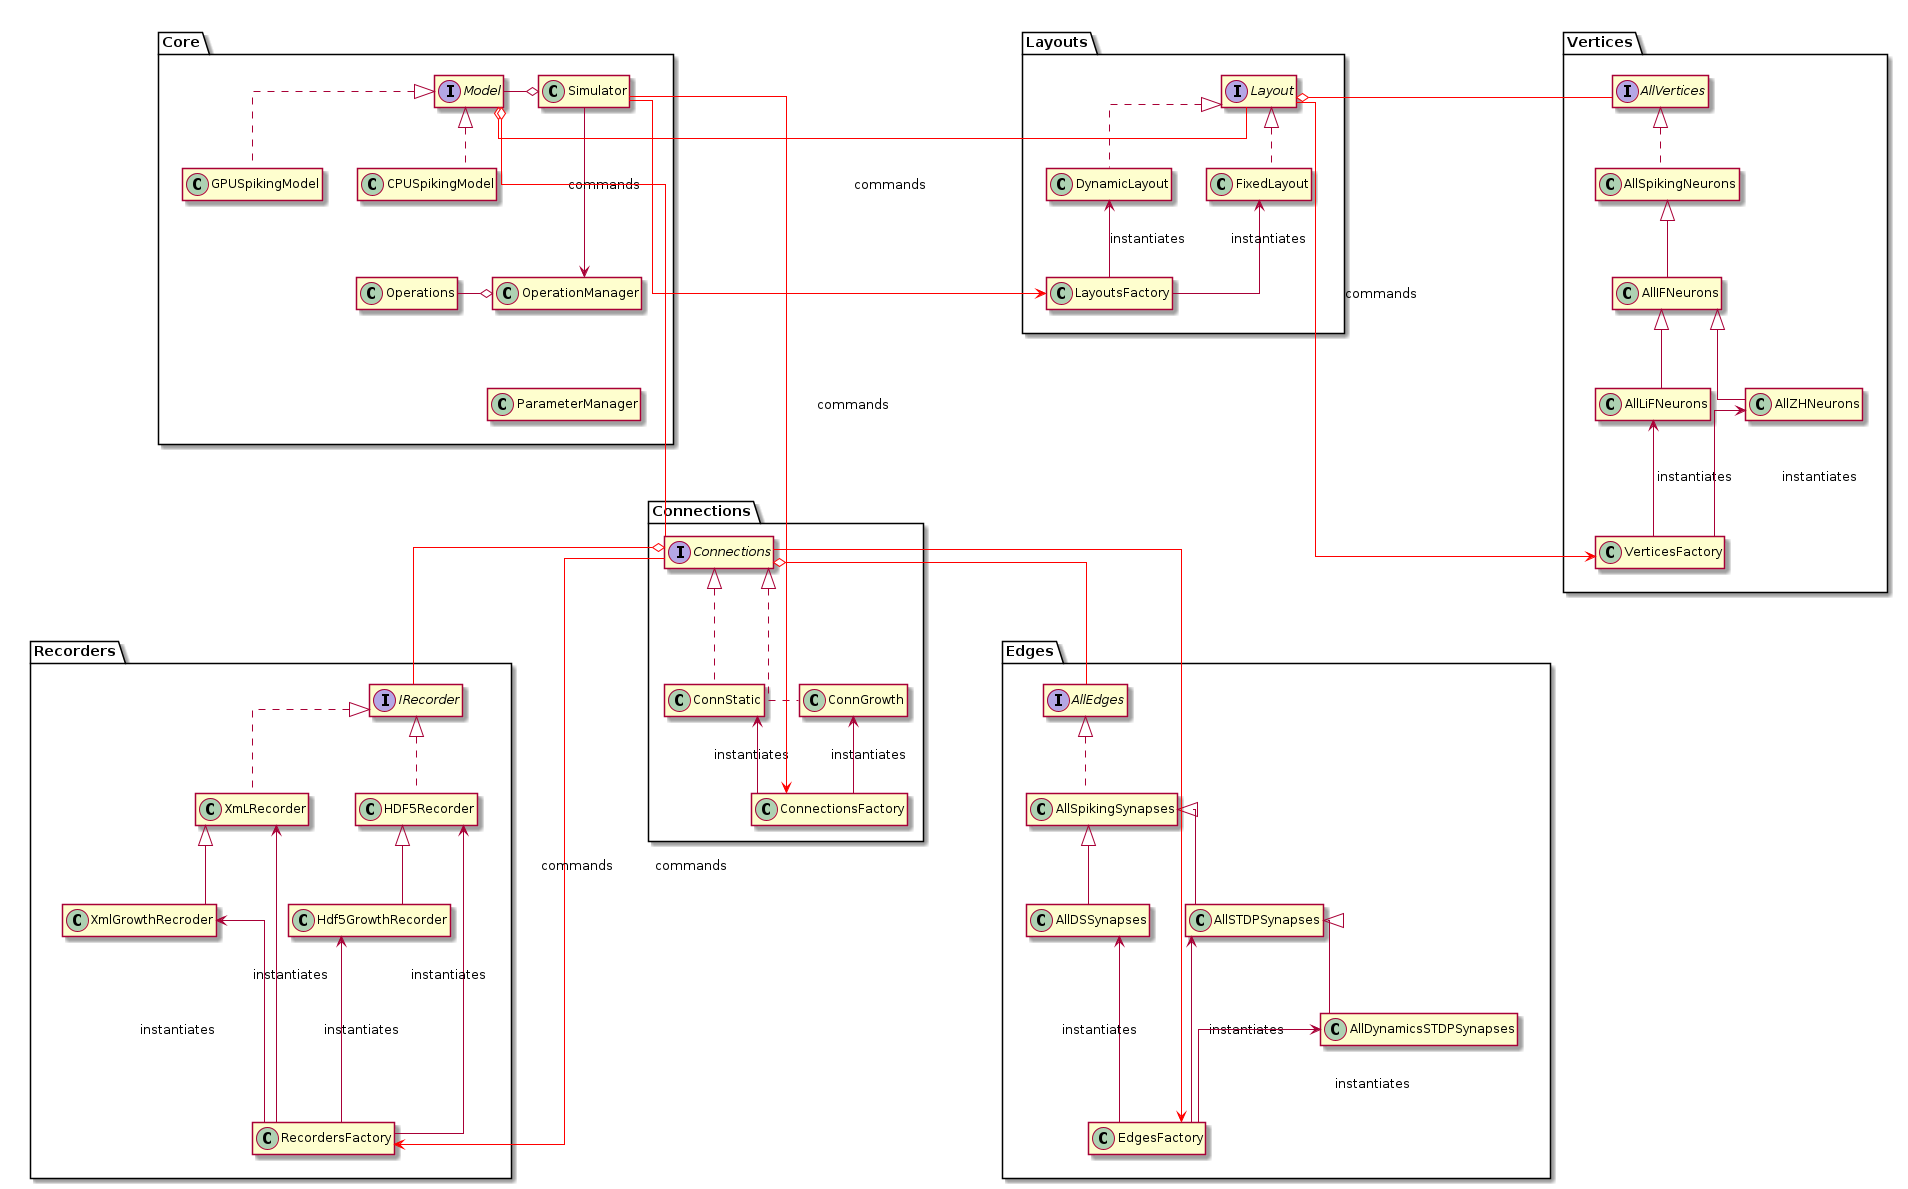 Core
Layouts
Vertices
I Model
C Simulator
I Layout
I AllVertices
C GPUSpikingModel
C CPUSpikingModel
commands
commands
C DynamicLayout
C FixedLayout
C AllSpikingNeurons
instantiates
instantiates
C Operations
C OperationManager
C LayoutsFactory
commands
C AllIFNeurons
C ParameterManager
commands
C AllLiFNeurons
C AllZHNeurons
instantiates
instantiates
Connections
I Connections
C VerticesFactory
Recorders
Edges
I IRecorder
C ConnStatic
C ConnGrowth
I AllEdges
instantiates
instantiates
C XmLRecorder
C HDF5Recorder
C ConnectionsFactory
C AllSpikingSynapses
commands
commands
C XmlGrowthRecroder
C Hdf5GrowthRecorder
C AllDSSynapses
C AllSTDPSynapses
instantiates
instantiates
instantiates
instantiates
instantiates
instantiates
C AllDynamicsSTDPSynapses
instantiates
C RecordersFactory
C EdgesFactory